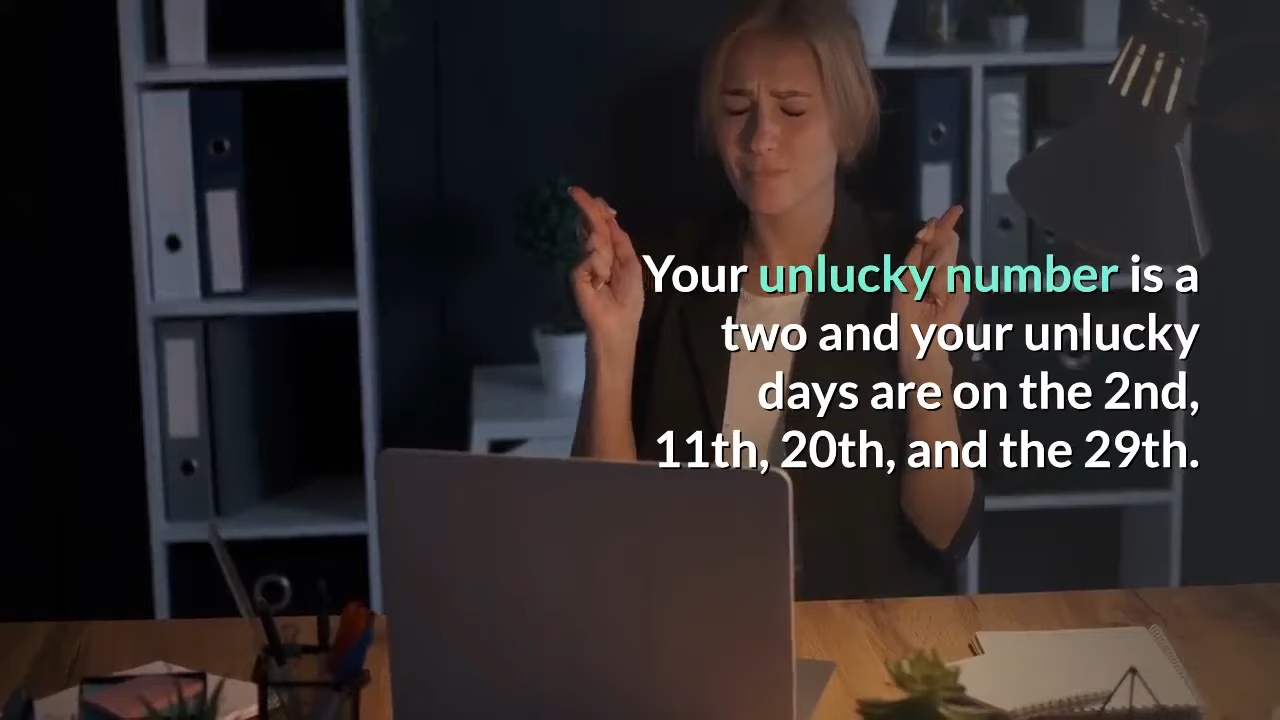 Your unlucky number is a
two and your unlucky
days are on the 2nd,
11th, 20th, and the 29th.